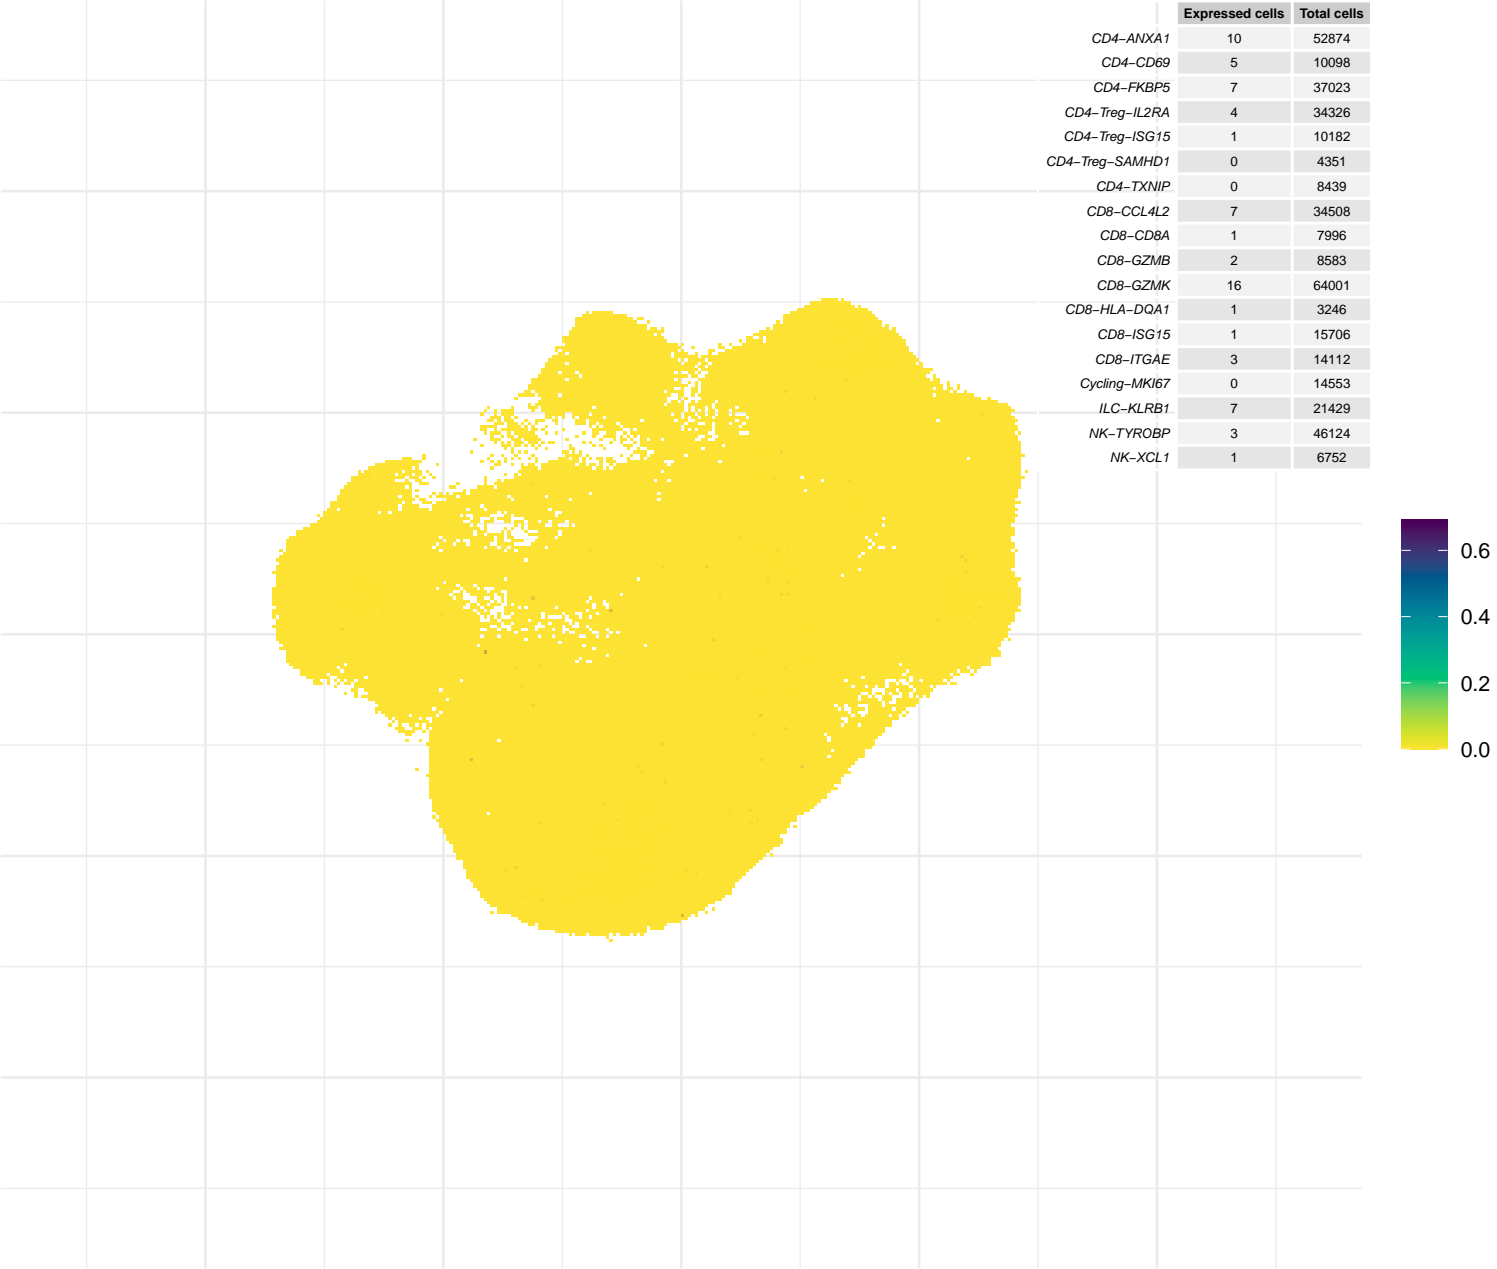 Expressed cells Total cells
CD4−ANXA1 10 52874
CD4−CD69 5 10098
CD4−FKBP5 7 37023
CD4−Treg−IL2RA 4 34326
CD4−Treg−ISG15 1 10182
CD4−Treg−SAMHD1 0 4351
CD4−TXNIP 0 8439
CD8−CCL4L2 7 34508
CD8−CD8A 1 7996
CD8−GZMB 2 8583
CD8−GZMK 16 64001
CD8−HLA−DQA1 1 3246
CD8−ISG15 1 15706
CD8−ITGAE 3 14112
Cycling−MKI67 0 14553
ILC−KLRB1 7 21429
NK−TYROBP 3 46124
NK−XCL1 1 6752
0.6
0.4
0.2
0.0